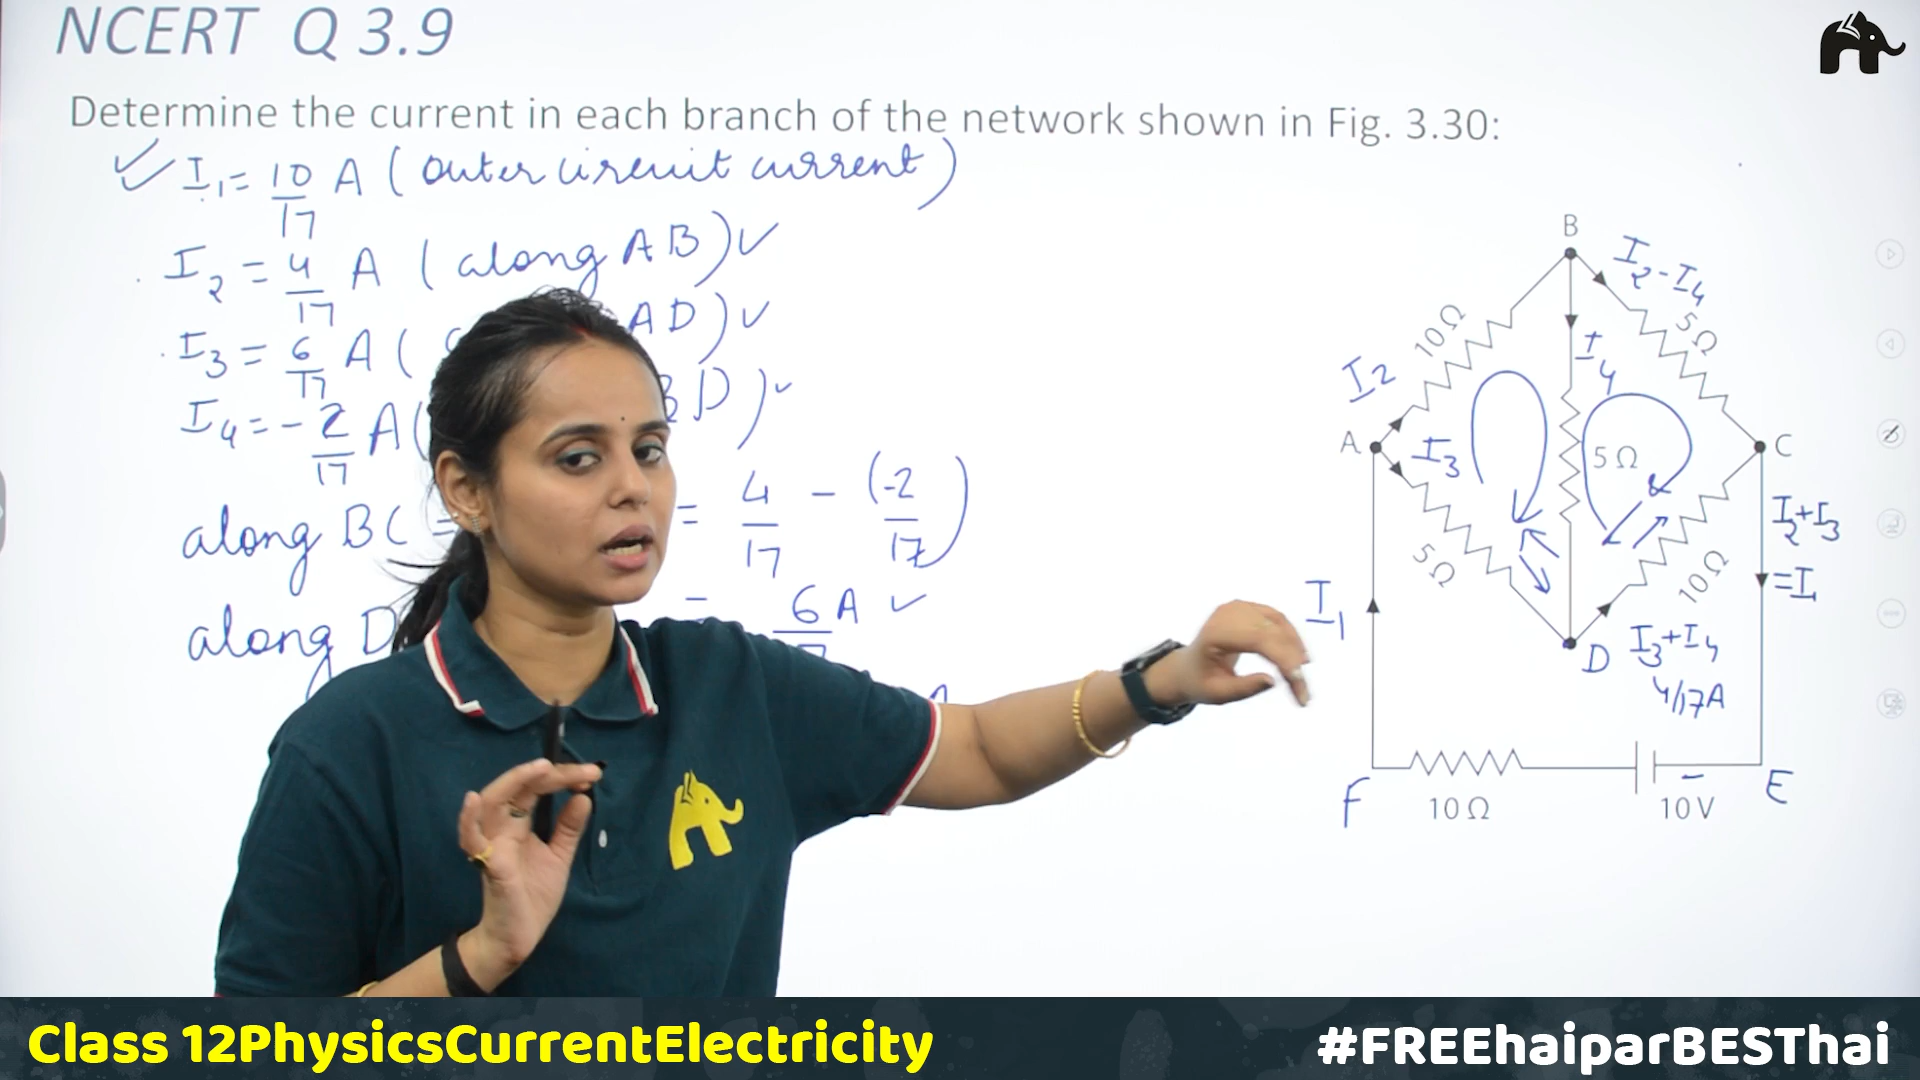 NCERT Q 3.9
Determine the current in each branch of the network shown in Fig. 3.30:
I₁ = 10/17 A (outer circuit current)
I₂ = 4/17 A (along AB) ✓
I₃ = 6/17 A ( AD) ✓
I₄ = -2/17 A ( BD) ✓
along BC = = 4/17 - (-2/17)
along D = 6A ✓
B
I₂-I₄
10Ω
5Ω
I₄
I₂
A
I₃
5Ω
C
5Ω
10Ω
I₂+I₃
=I₁
I₁
D
I₃+I₄
4/17A
F
10Ω
-
10V
E
Class 12PhysicsCurrentElectricity
#FREEhaiparBESThai